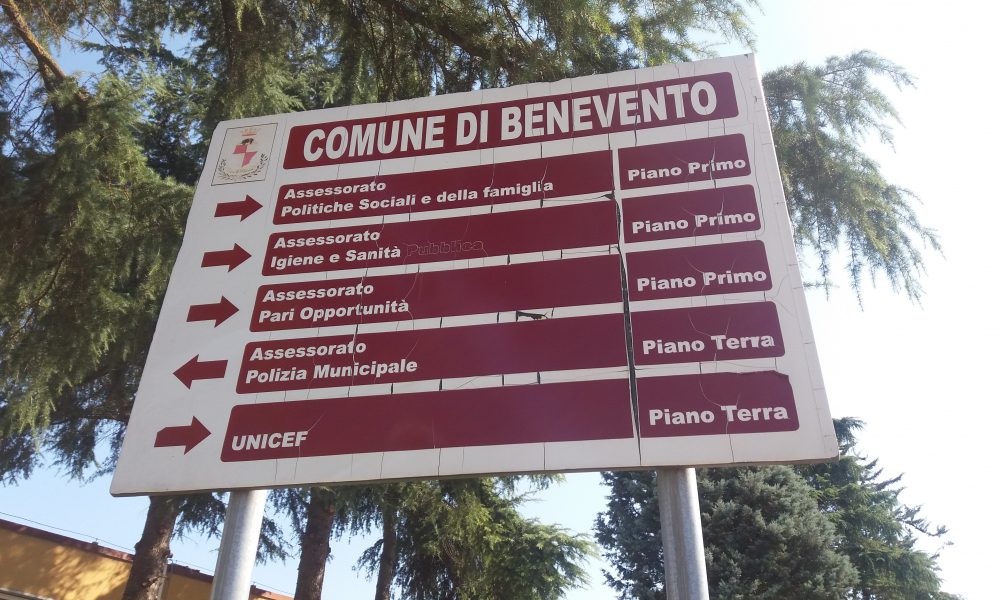 COMUNE DI BENEVENTO
Assessorato
Politiche Sociali e della famiglia
Piano Primo
Assessorato
Igiene e Sanità Pubblica
Piano Primo
Assessorato
Pari Opportunità
Piano Primo
Assessorato
Polizia Municipale
Piano Terra
UNICEF
Piano Terra